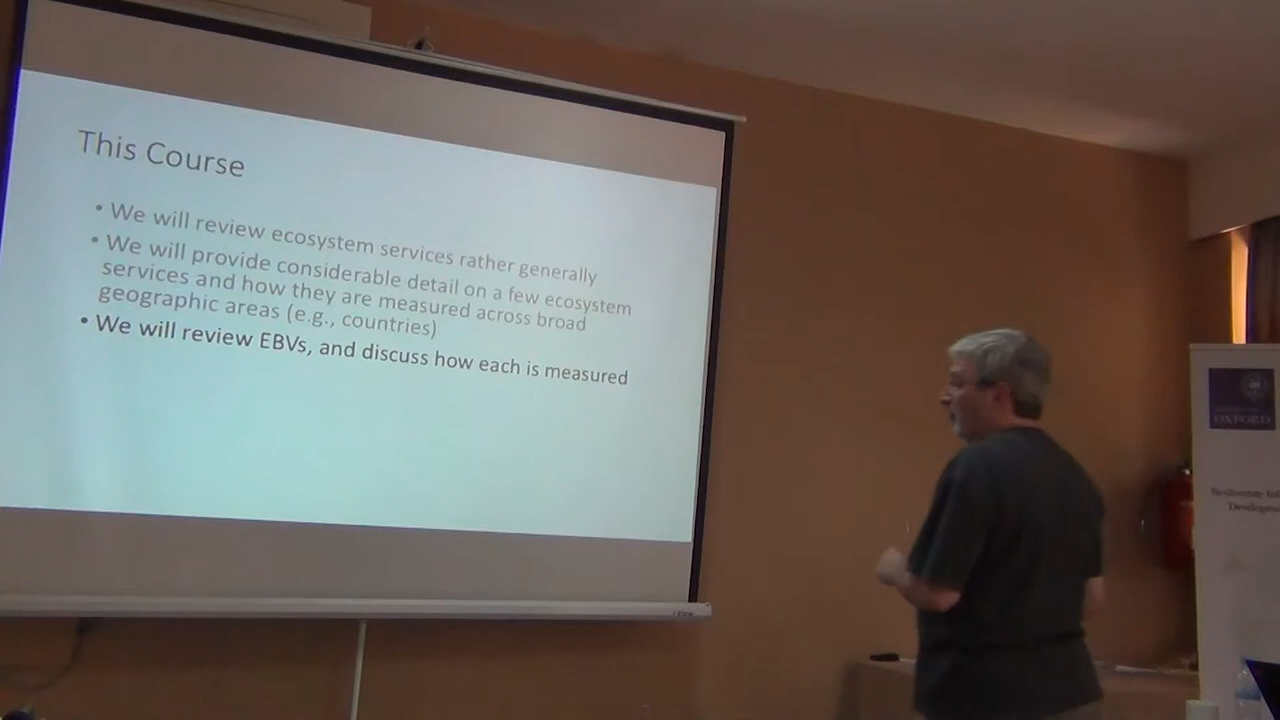 This Course
• We will review ecosystem services rather generally
• We will provide considerable detail on a few ecosystem
services and how they are measured across broad
geographic areas (e.g., countries)
• We will review EBVs, and discuss how each is measured
OXFORD
Biodiversity